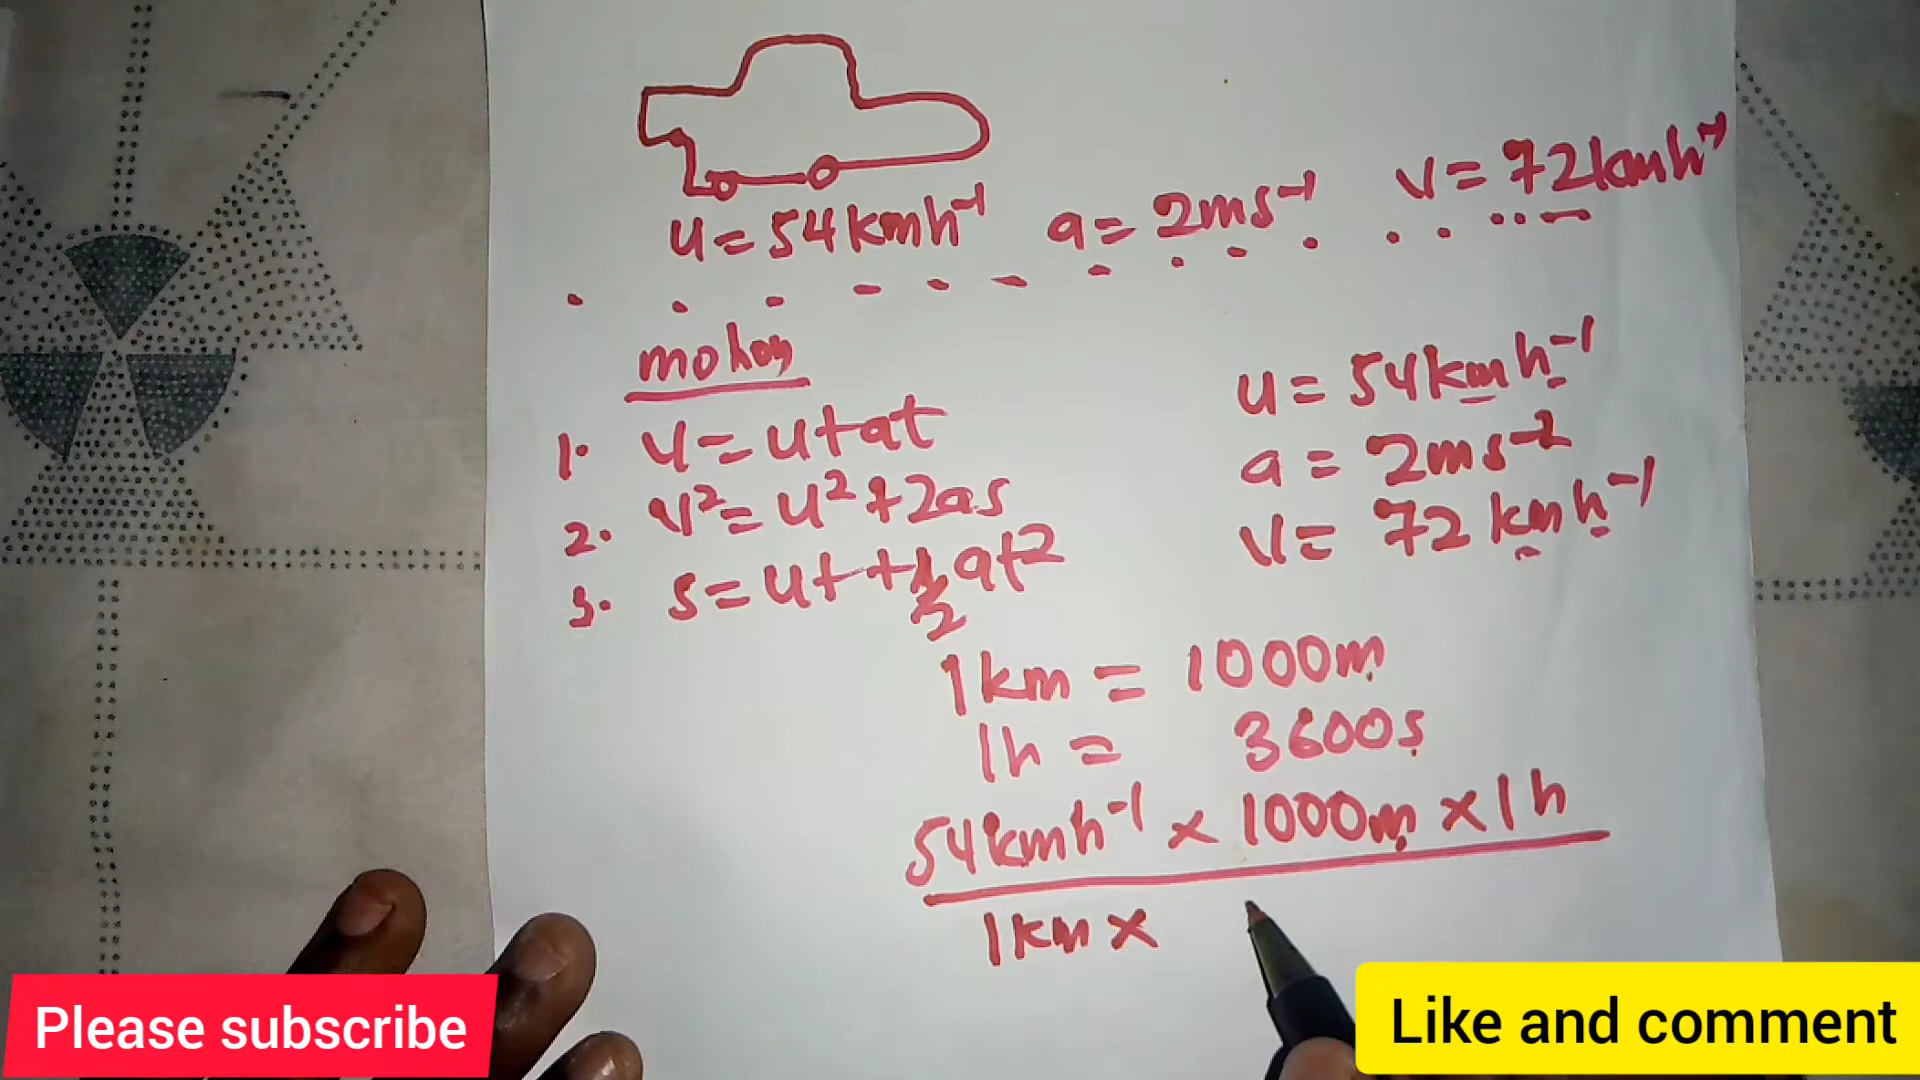 u = 54kmh⁻¹ a = 2ms⁻¹ v = 72kmh⁻¹
motion
1. v = u+at
2. v² = u²+2as
3. s = ut+½at²
u = 54kmh⁻¹
a = 2ms⁻²
v = 72kmh⁻¹
1km = 1000m
1h = 3600s
54kmh⁻¹ × 1000m × 1h
1km ×
Please subscribe
Like and comment